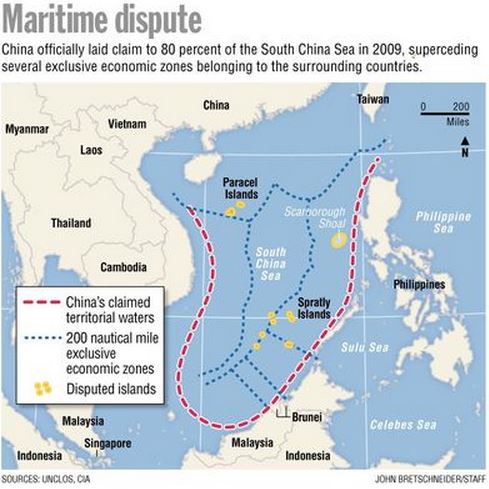 Maritime dispute
China officially laid claim to 80 percent of the South China Sea in 2009, superceding
several exclusive economic zones belonging to the surrounding countries.
China
Taiwan
0 200
Miles
N
Myanmar
Vietnam
Laos
Paracel
Islands
Scarborough
Shoal
Philippine
Sea
Thailand
South
China
Sea
Cambodia
Philippines
China's claimed
territorial waters
200 nautical mile
exclusive
economic zones
Disputed islands
Spratly
Islands
Sulu Sea
Malaysia
Singapore
Indonesia
Brunei
Malaysia
Indonesia
Celebes Sea
SOURCES: UNCLOS, CIA
JOHN BRETSCHNEIDER/STAFF